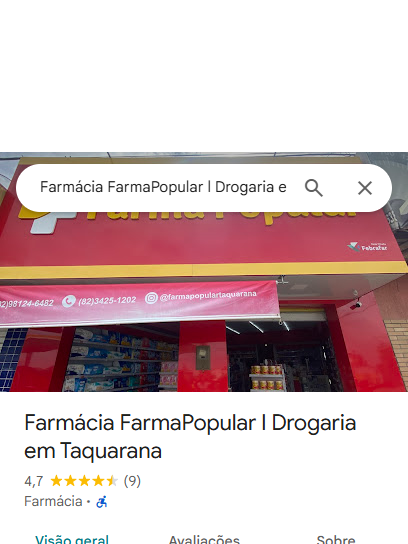 Farmácia FarmaPopular | Drogaria e
Farma Popular
Febrafar
82)98124-6482 (82)3425-1202 @farmapopulartaquarana
Farmácia FarmaPopular | Drogaria
em Taquarana
4,7 (9)
Farmácia ·
Visão geral Avaliações Sobre